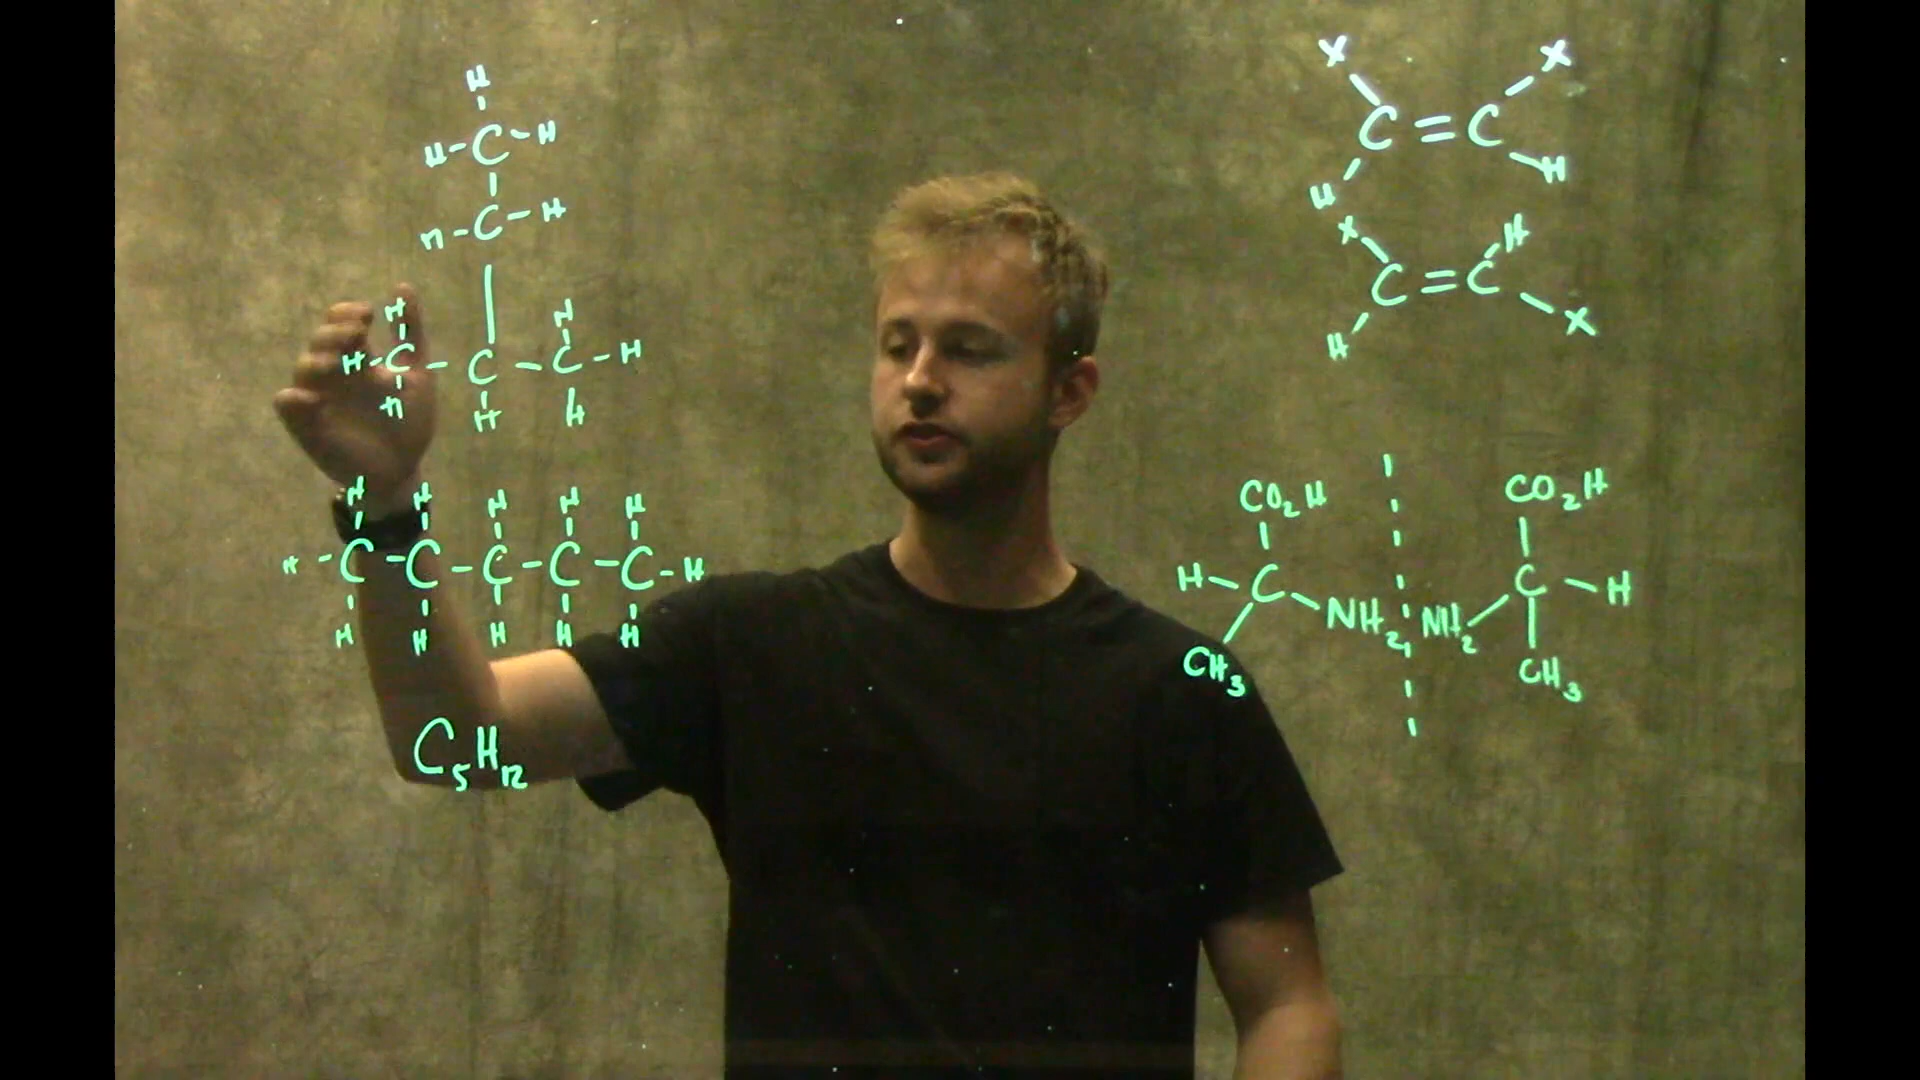 H
H-C-H
n-C-H
H H
H-C-C-C-H
n H H
H H H H H
H-C-C-C-C-C-H
H H H H H
C5H12
X X
C=C
H H
X H
C=C
H X
CO2H CO2H
H-C-NH2 NH2-C-H
CH3 CH3